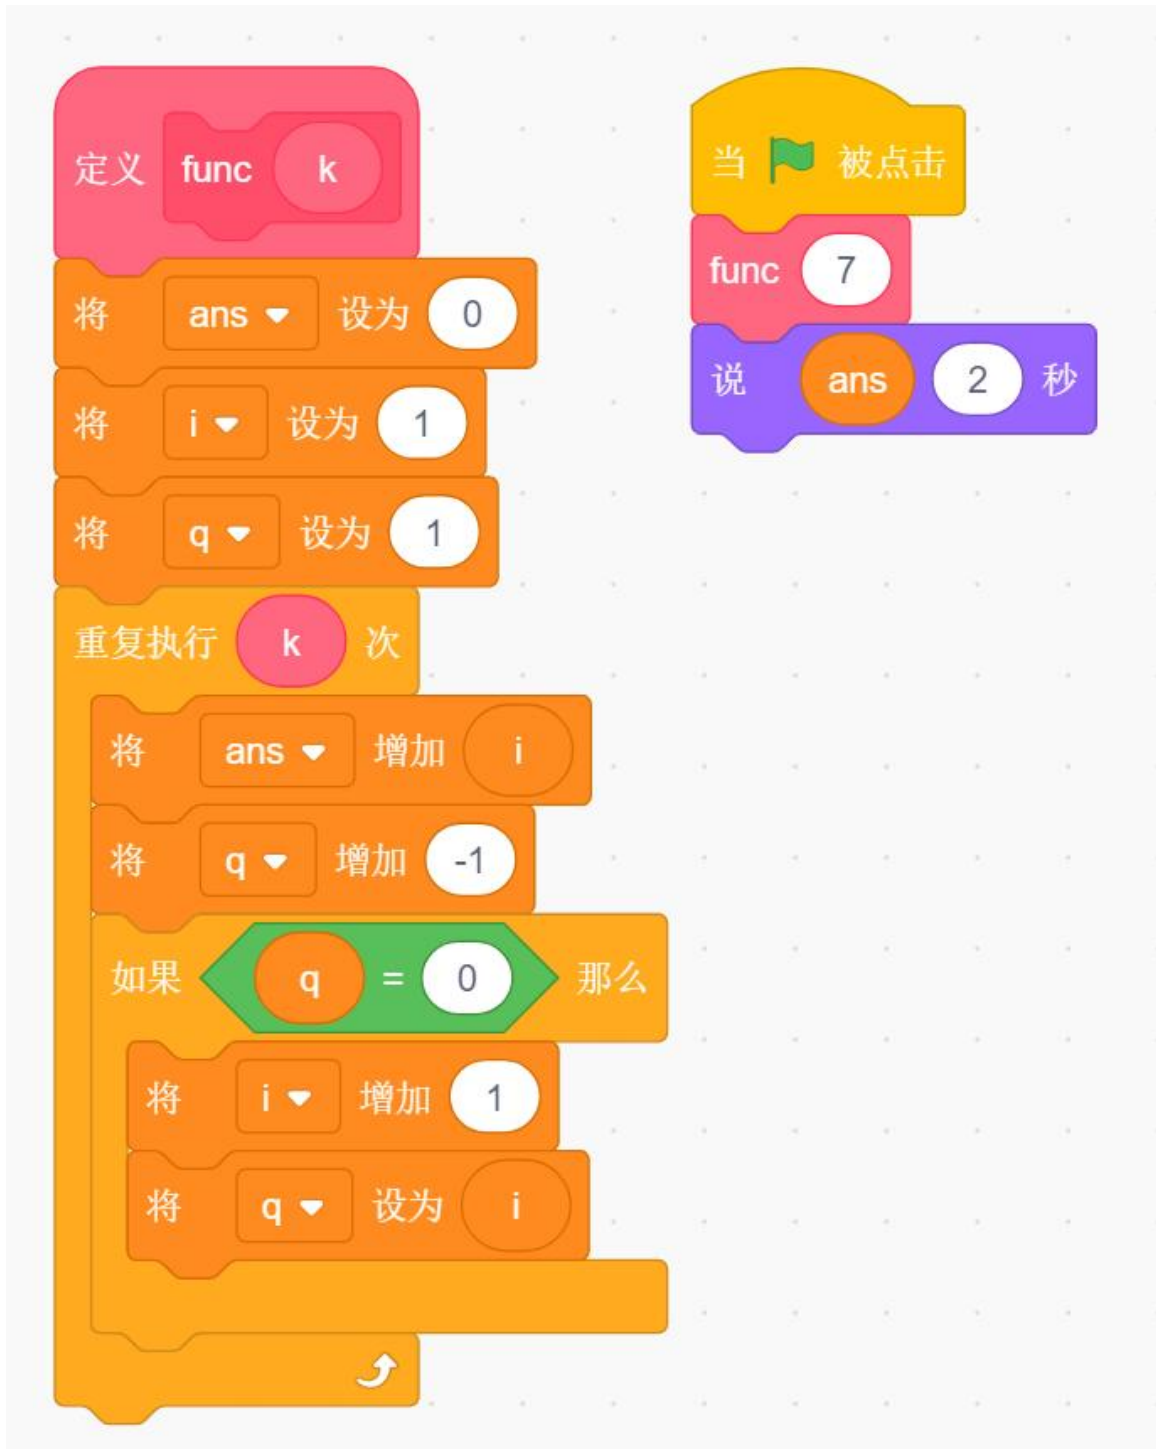 定义 func k
将 ans 设为 0
将 i 设为 1
将 q 设为 1
重复执行 k 次
将 ans 增加 i
将 q 增加 -1
如果 q = 0 那么
将 i 增加 1
将 q 设为 i
当 被点击
func 7
说 ans 2 秒